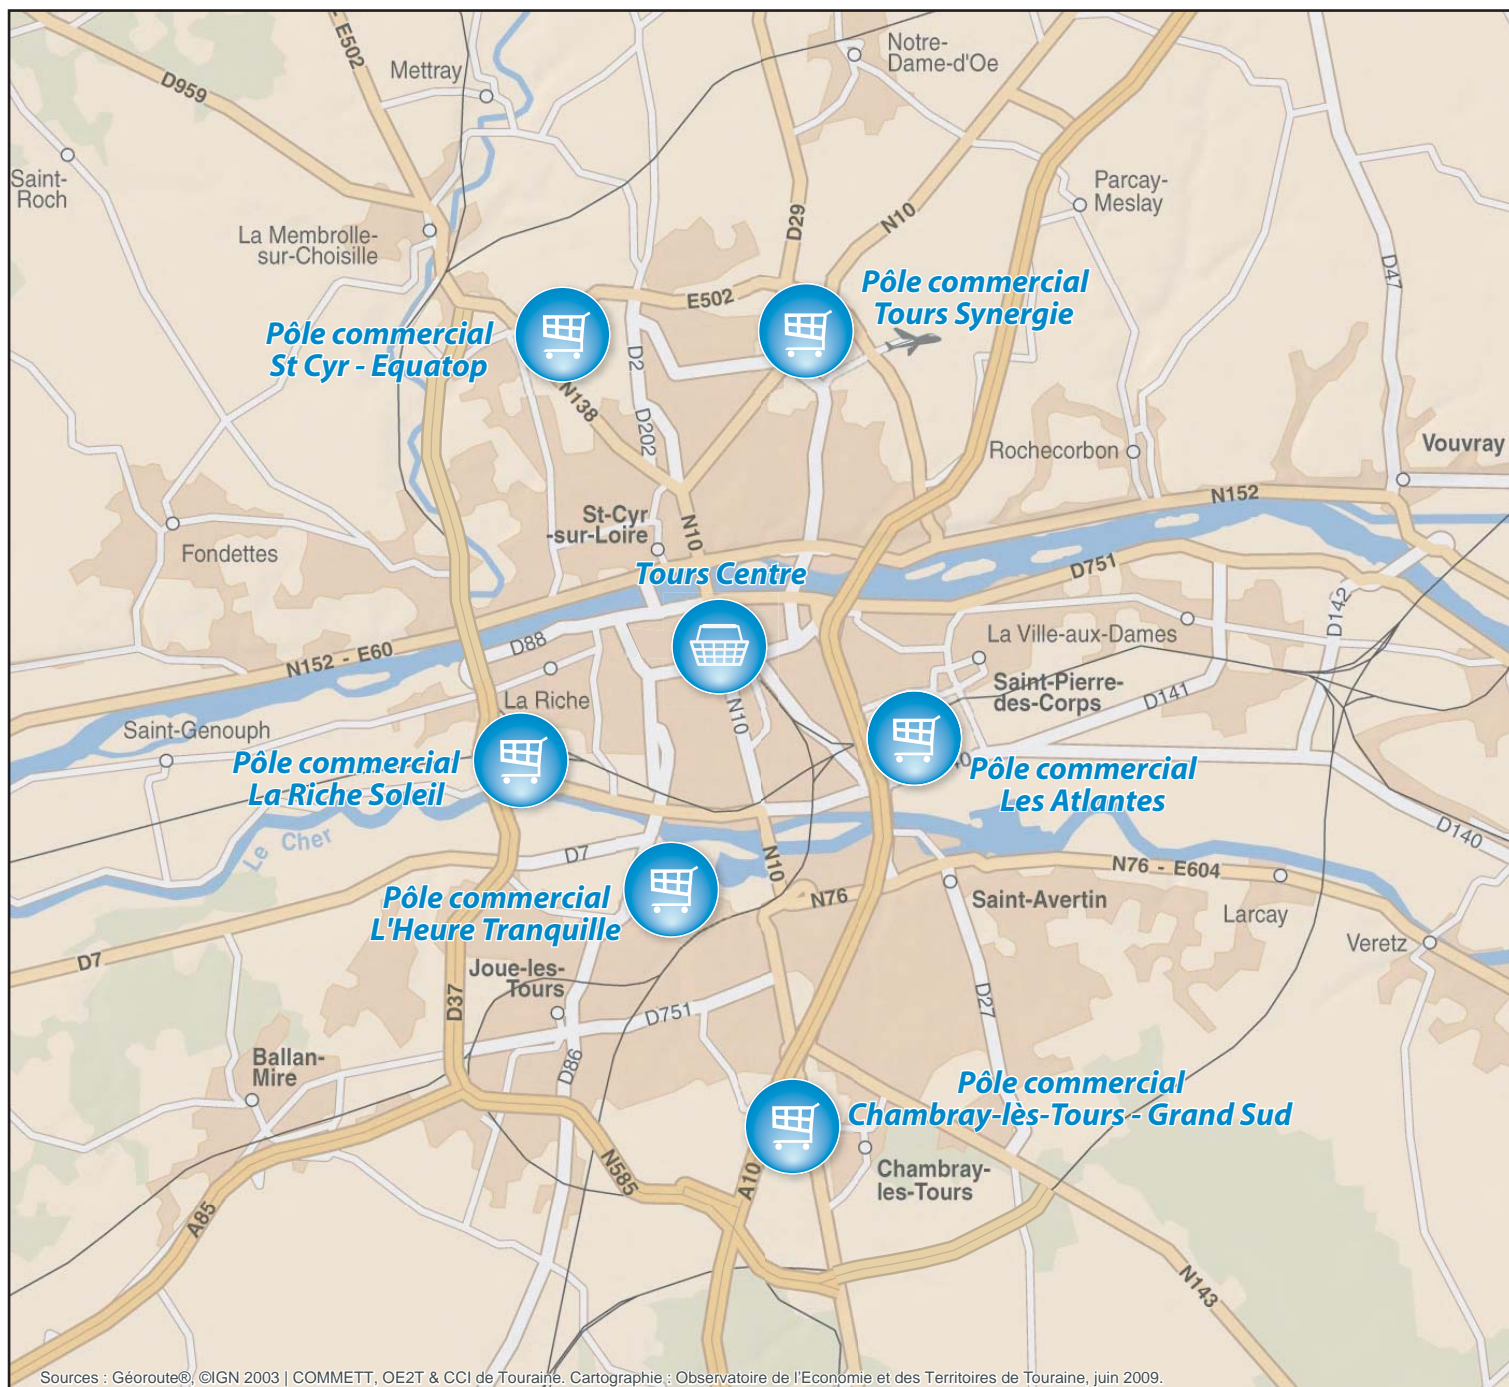 - E502
D959
Mettray
Notre-
Dame-d'Oe
Saint-
Roch
La Membrolle-
sur-Choisille
D29
N10
Parcay-
Meslay
D47
Pôle commercial
Tours Synergie
E502
Pôle commercial
St Cyr - Equatop
D2
N138
D202
Rochecorbon
Vouvray
N152
St-Cyr
-sur-Loire
N10
Fondettes
Tours Centre
D751
D142
N152 - E60
D88
La Ville-aux-Dames
La Riche
Saint-Pierre-
des-Corps
D141
N10
Saint-Genouph
Pôle commercial
La Riche Soleil
Pôle commercial
Les Atlantes
Le Cher
D140
D7
N10
N76 - E604
Pôle commercial
L'Heure Tranquille
N76
Saint-Avertin
Larcay
Veretz
D7
Joue-les-
Tours
D37
D751
D27
Ballan-
Mire
D86
Pôle commercial
Chambray-lès-Tours - Grand Sud
N585
A10
Chambray-
les-Tours
A85
N143
Sources : Géoroute®, ©IGN 2003 | COMMETT, OE2T & CCI de Touraine. Cartographie : Observatoire de l'Economie et des Territoires de Touraine, juin 2009.